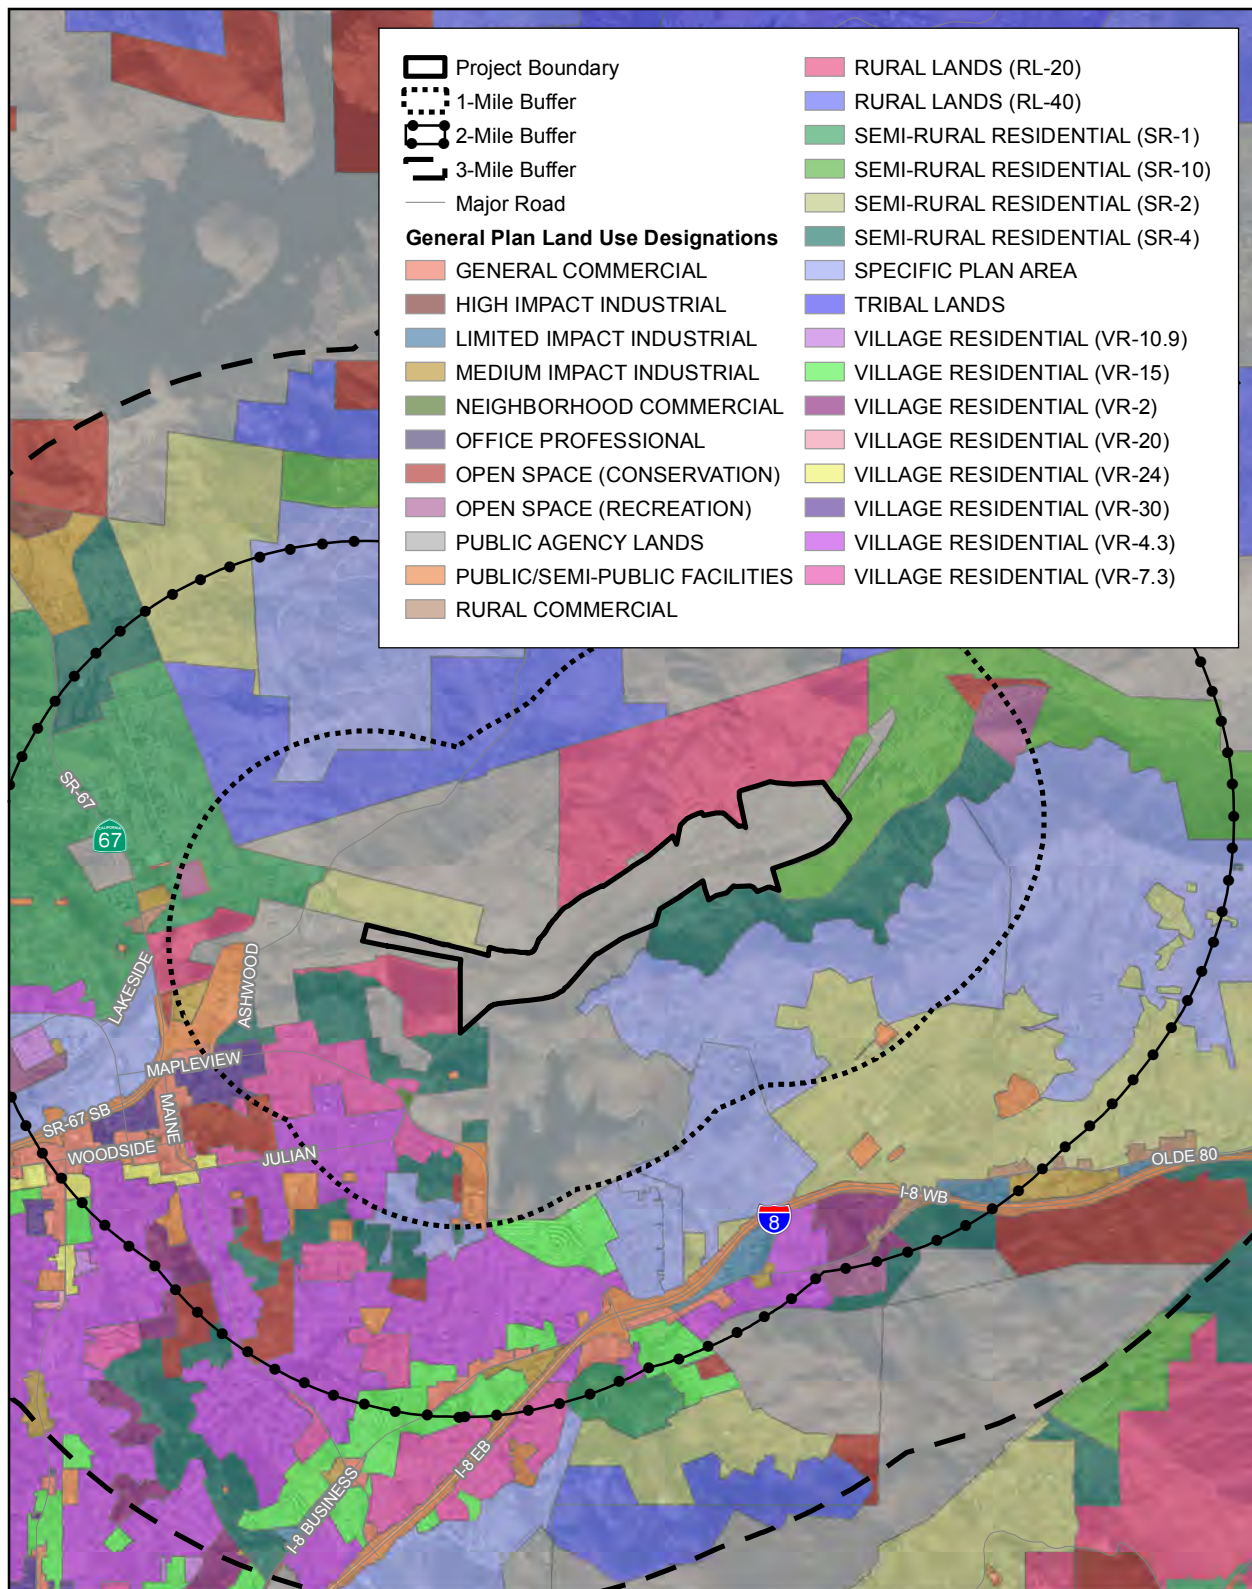 Project Boundary
1-Mile Buffer
2-Mile Buffer
3-Mile Buffer
Major Road
General Plan Land Use Designations
GENERAL COMMERCIAL
HIGH IMPACT INDUSTRIAL
LIMITED IMPACT INDUSTRIAL
MEDIUM IMPACT INDUSTRIAL
NEIGHBORHOOD COMMERCIAL
OFFICE PROFESSIONAL
OPEN SPACE (CONSERVATION)
OPEN SPACE (RECREATION)
PUBLIC AGENCY LANDS
PUBLIC/SEMI-PUBLIC FACILITIES
RURAL COMMERCIAL
RURAL LANDS (RL-20)
RURAL LANDS (RL-40)
SEMI-RURAL RESIDENTIAL (SR-1)
SEMI-RURAL RESIDENTIAL (SR-10)
SEMI-RURAL RESIDENTIAL (SR-2)
SEMI-RURAL RESIDENTIAL (SR-4)
SPECIFIC PLAN AREA
TRIBAL LANDS
VILLAGE RESIDENTIAL (VR-10.9)
VILLAGE RESIDENTIAL (VR-15)
VILLAGE RESIDENTIAL (VR-2)
VILLAGE RESIDENTIAL (VR-20)
VILLAGE RESIDENTIAL (VR-24)
VILLAGE RESIDENTIAL (VR-30)
VILLAGE RESIDENTIAL (VR-4.3)
VILLAGE RESIDENTIAL (VR-7.3)
SR-67
CALIFORNIA
67
LAKESIDE
ASHWOOD
MAPLEVIEW
SR-67 SB
MAINE
WOODSIDE
JULIAN
OLDE 80
I-8 WB
8
I-8 EB
I-8 BUSINESS